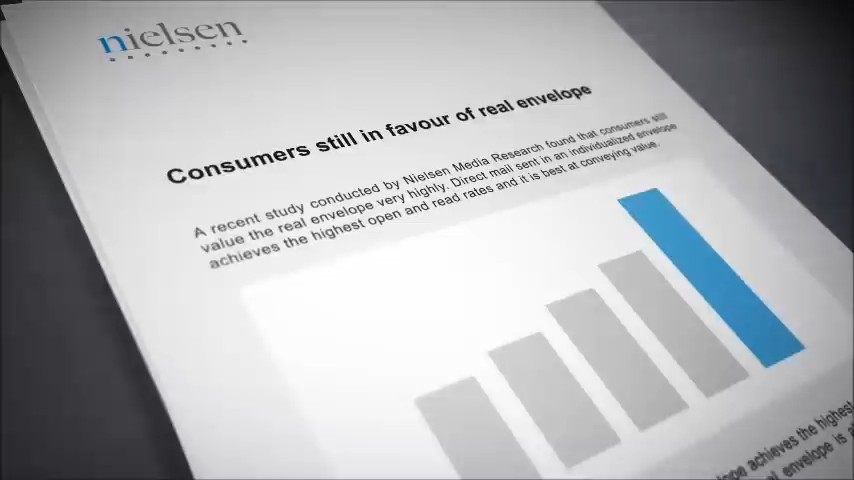 nielsen
Consumers still in favour of real envelope
A recent study conducted by Nielsen Media Research found that consumers still
value the real envelope very highly. Direct mail sent in an individualized envelope
achieves the highest open and read rates and it is best at conveying value.
achieves the highest
envelope is